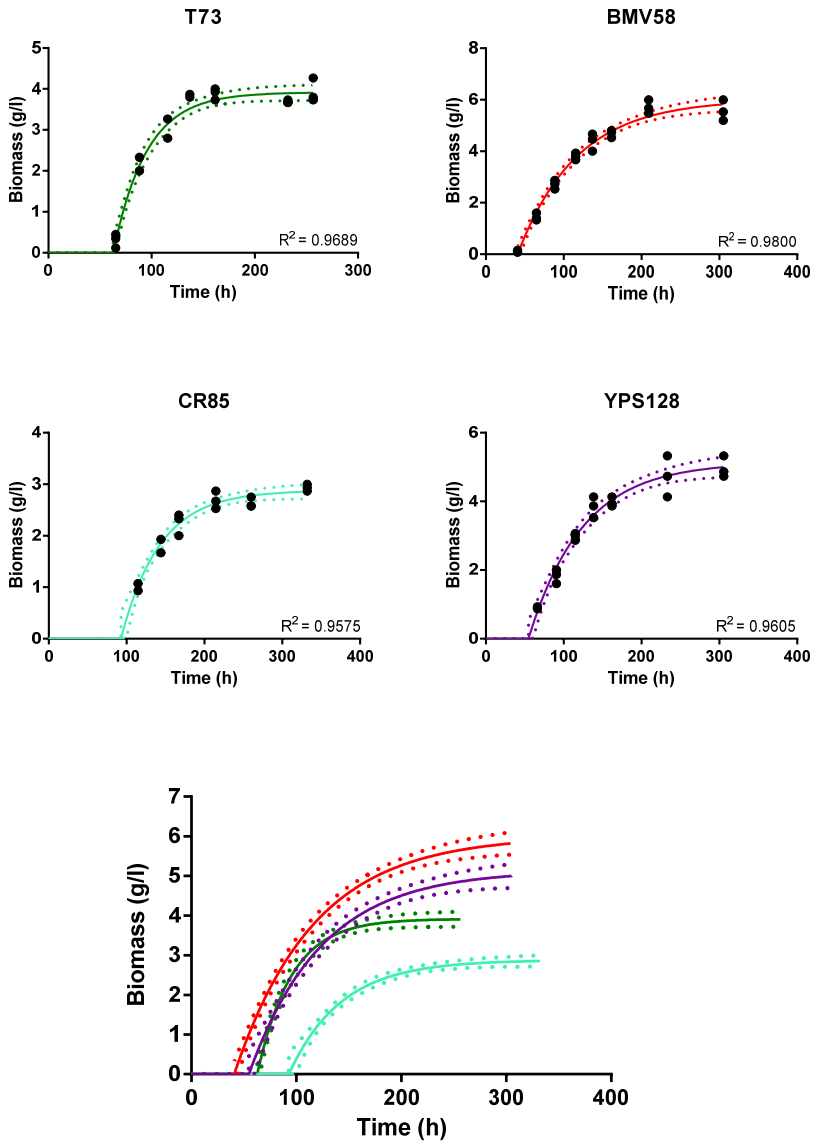 T73
5
4
3
2
1
0
Biomass (g/l)
R² = 0.9689
0 100 200 300
Time (h)
BMV58
8
6
4
2
0
Biomass (g/l)
R² = 0.9800
0 100 200 300 400
Time (h)
CR85
4
3
2
1
0
Biomass (g/l)
R² = 0.9575
0 100 200 300 400
Time (h)
YPS128
6
4
2
0
Biomass (g/l)
R² = 0.9605
0 100 200 300 400
Time (h)
7
6
5
4
3
2
1
0
Biomass (g/l)
0 100 200 300 400
Time (h)